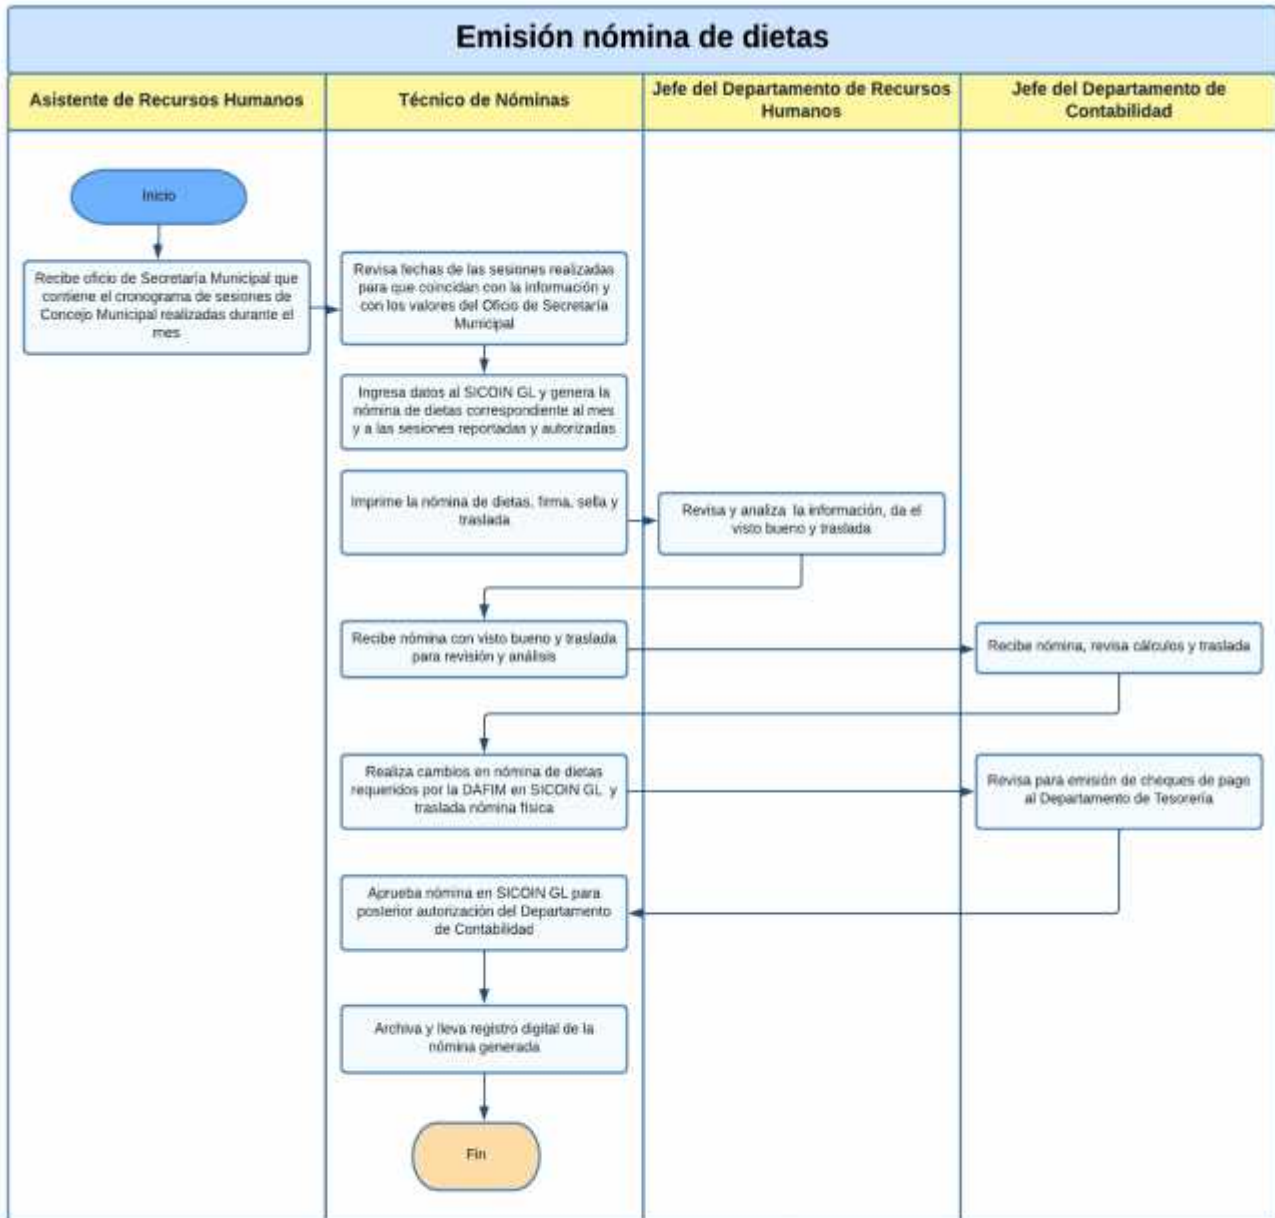 Emisión nómina de dietas
Asistente de Recursos Humanos
Técnico de Nóminas
Jefe del Departamento de Recursos
Humanos
Jefe del Departamento de
Contabilidad
Inicio
Recibe oficio de Secretaría Municipal que
contiene el cronograma de sesiones de
Concejo Municipal realizadas durante el
mes
Revisa fechas de las sesiones realizadas
para que coincidan con la información y
con los valores del Oficio de Secretaría
Municipal
Ingresa datos al SICOIN GL y genera la
nómina de dietas correspondiente al mes
y a las sesiones reportadas y autorizadas
Imprime la nómina de dietas, firma, sella y
traslada
Revisa y analiza la información, da el
visto bueno y traslada
Recibe nómina con visto bueno y traslada
para revisión y análisis
Recibe nómina, revisa cálculos y traslada
Realiza cambios en nómina de dietas
requeridos por la DAFIM en SICOIN GL y
traslada nómina física
Revisa para emisión de cheques de pago
al Departamento de Tesorería
Aprueba nómina en SICOIN GL para
posterior autorización del Departamento
de Contabilidad
Archiva y lleva registro digital de la
nómina generada
Fin